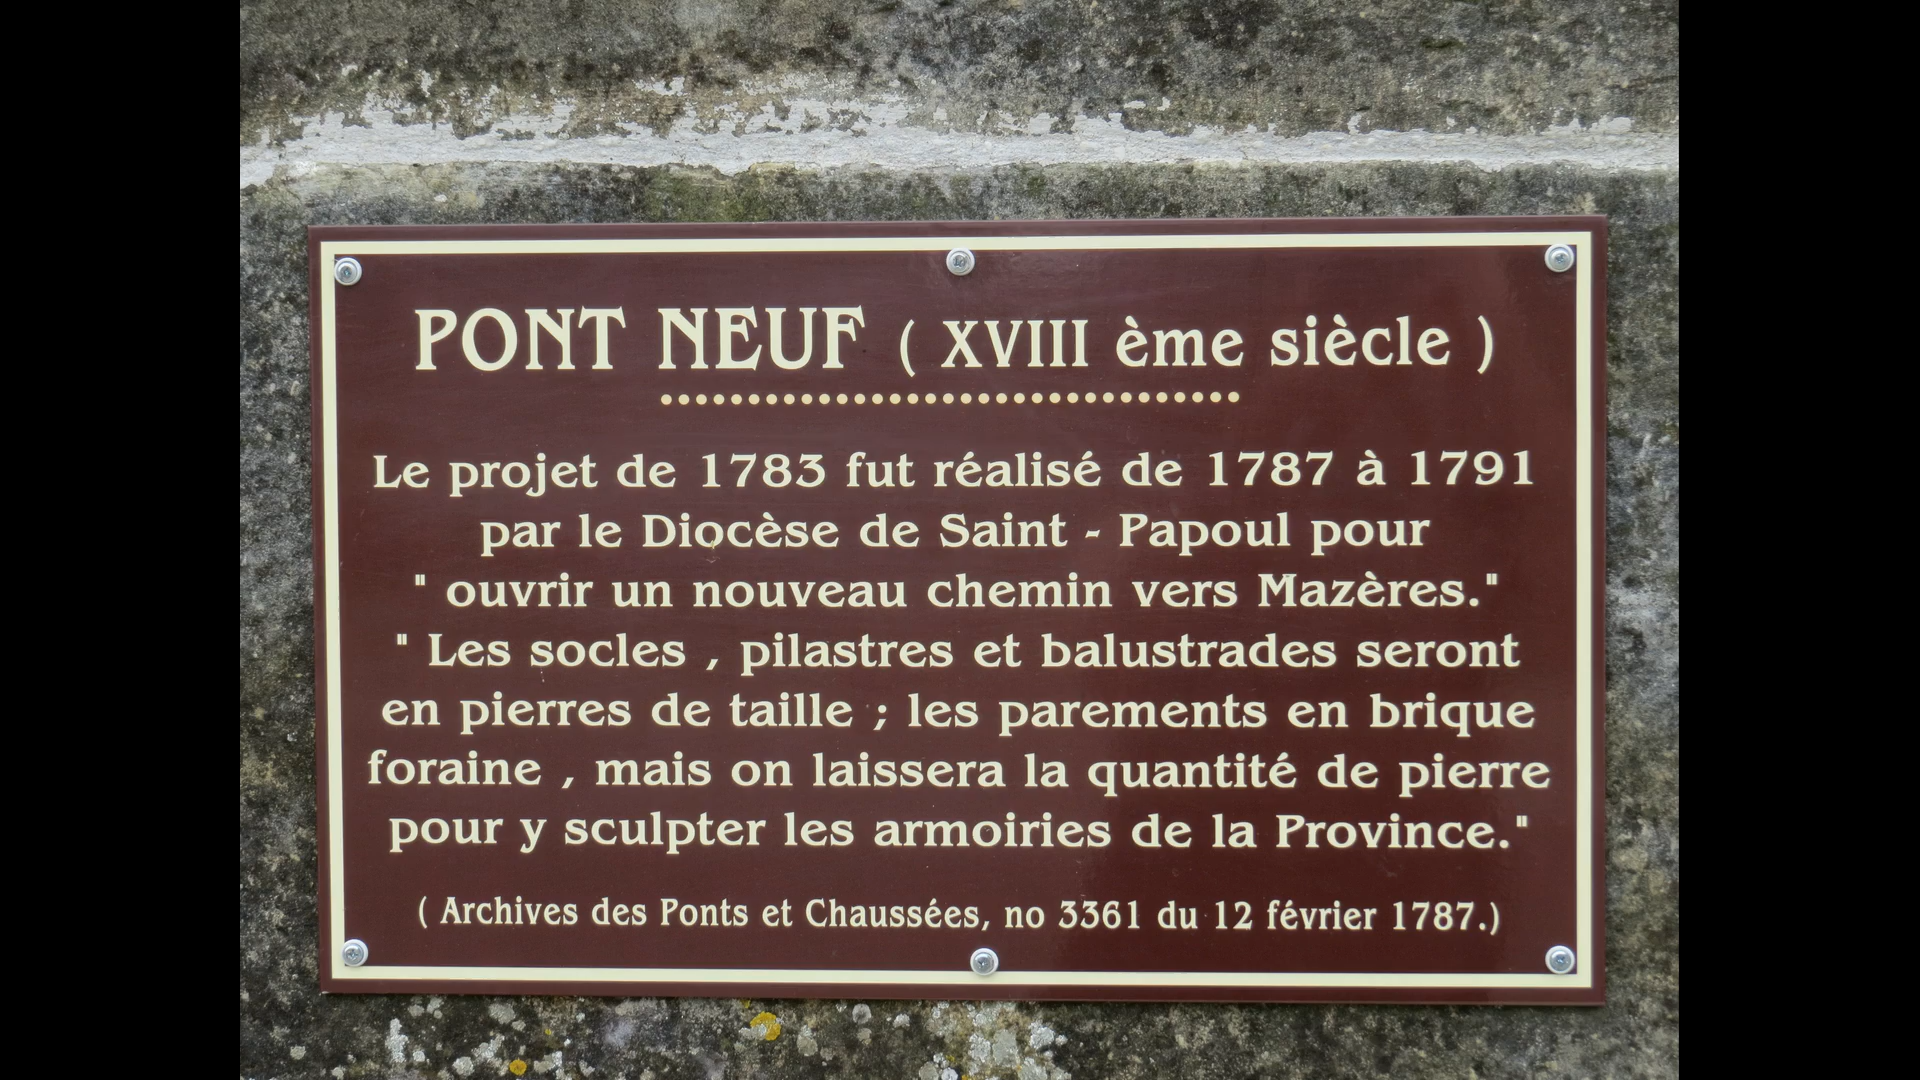 PONT NEUF ( XVIII ème siècle )
Le projet de 1783 fut réalisé de 1787 à 1791
par le Diocèse de Saint - Papoul pour
" ouvrir un nouveau chemin vers Mazères."
" Les socles , pilastres et balustrades seront
en pierres de taille ; les parements en brique
foraine , mais on laissera la quantité de pierre
pour y sculpter les armoiries de la Province."
( Archives des Ponts et Chaussées, no 3361 du 12 février 1787.)